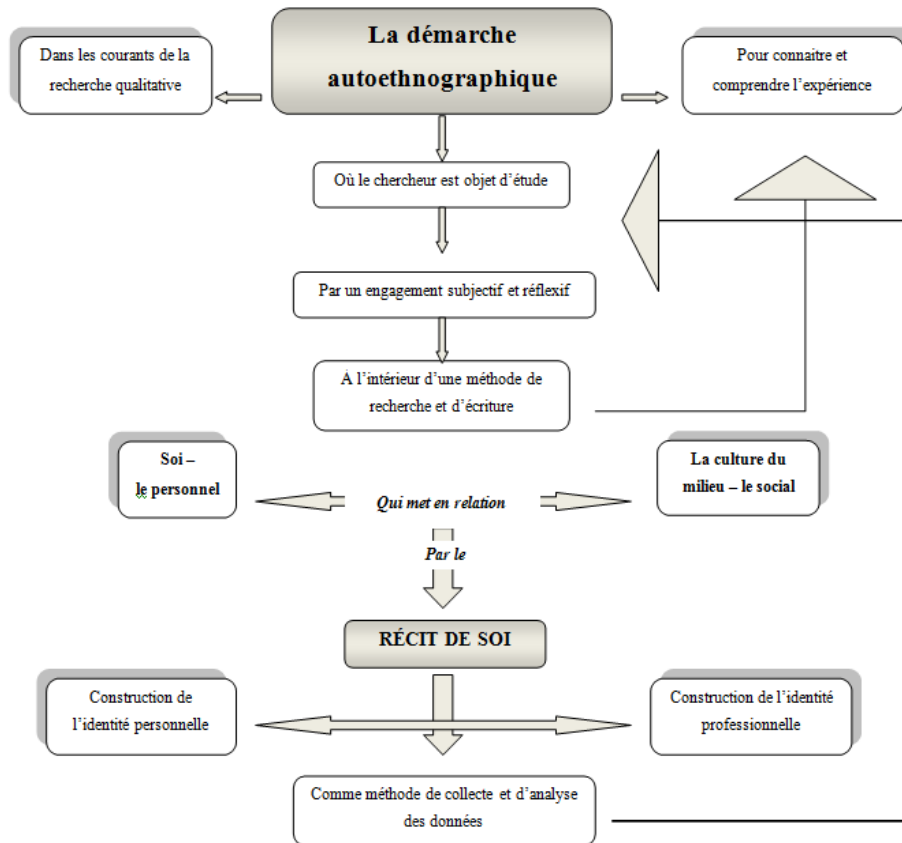 La démarche
autoethnographique
Dans les courants de la
recherche qualitative
Pour connaitre et
comprendre l'expérience
Où le chercheur est objet d'étude
Par un engagement subjectif et réflexif
À l'intérieur d'une méthode de
recherche et d'écriture
Soi –
le personnel
Qui met en relation
La culture du
milieu – le social
Par le
RÉCIT DE SOI
Construction de
l'identité personnelle
Construction de l'identité
professionnelle
Comme méthode de collecte et d'analyse
des données